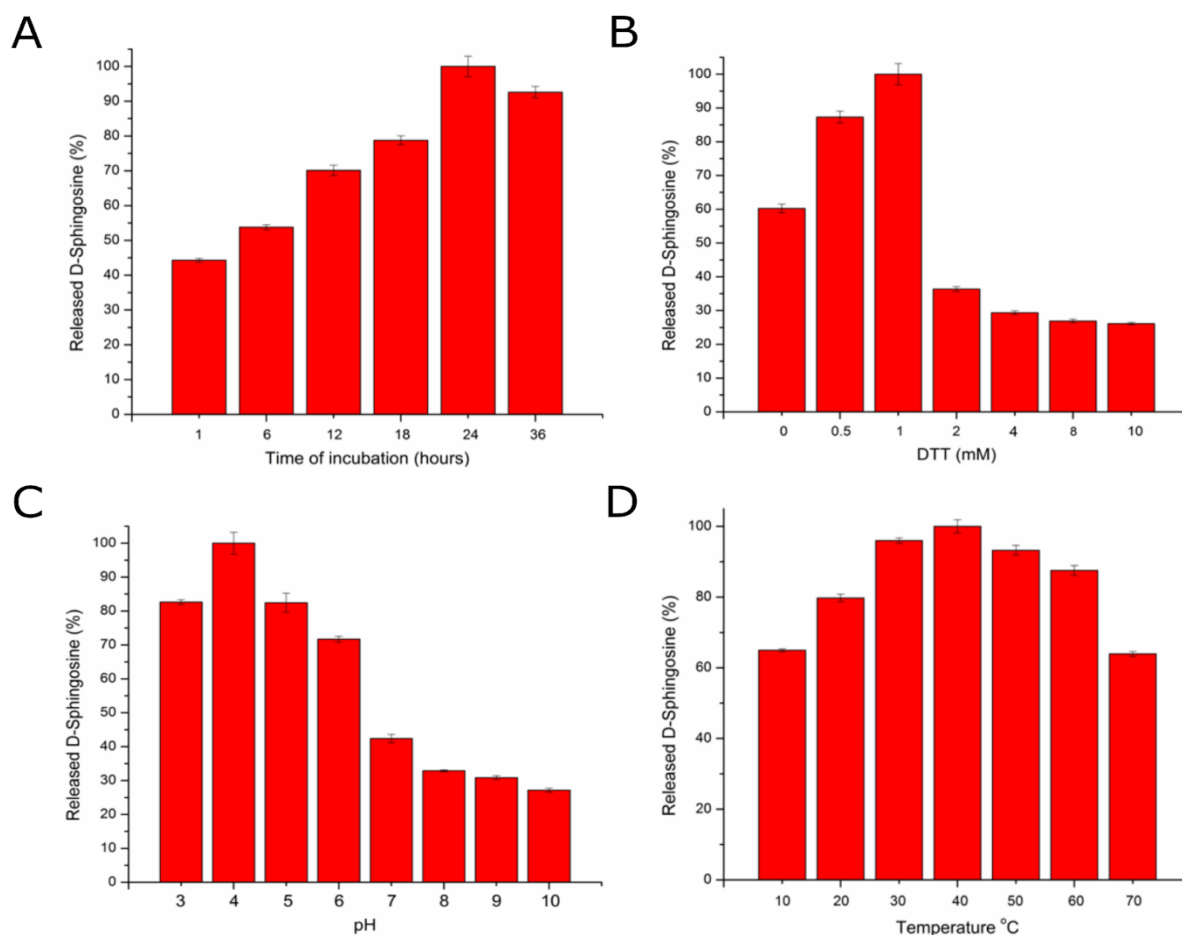 A
Released D-Sphingosine (%)
100
90
80
70
60
50
40
30
20
10
0
1 6 12 18 24 36
Time of incubation (hours)
B
Released D-Sphingosine (%)
100
90
80
70
60
50
40
30
20
10
0
0 0.5 1 2 4 8 10
DTT (mM)
C
Released D-Sphingosine (%)
100
90
80
70
60
50
40
30
20
10
0
3 4 5 6 7 8 9 10
pH
D
Released D-Sphingosine (%)
100
80
60
40
20
0
10 20 30 40 50 60 70
Temperature °C